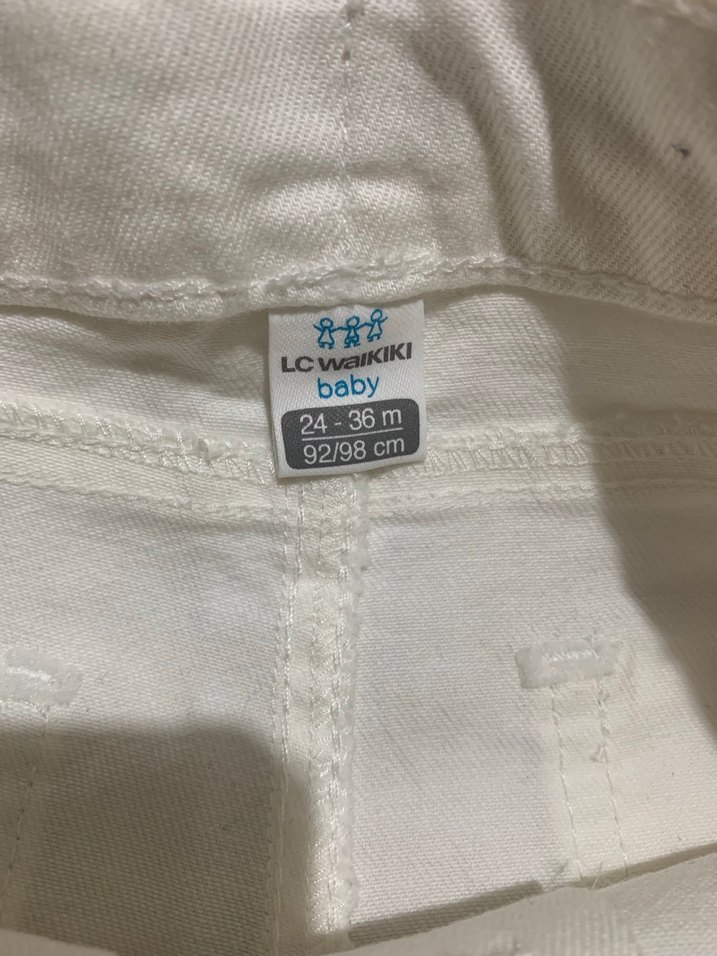 LC WAIKIKI
baby
24 - 36 m
92/98 cm